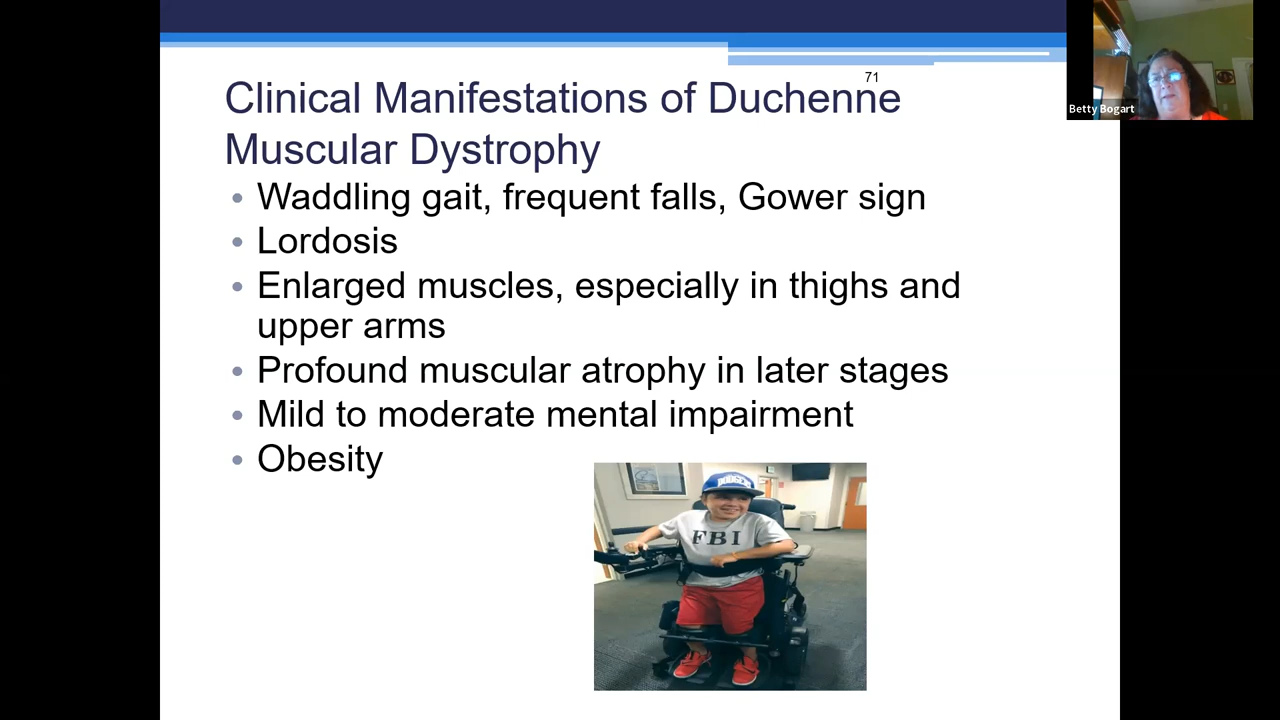 71
Clinical Manifestations of Duchenne
Muscular Dystrophy
• Waddling gait, frequent falls, Gower sign
• Lordosis
• Enlarged muscles, especially in thighs and
upper arms
• Profound muscular atrophy in later stages
• Mild to moderate mental impairment
• Obesity
DODGERS
FBI
Betty Bogart